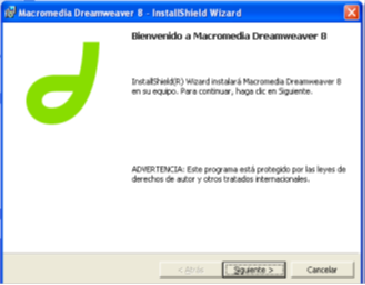 Macromedia Dreamweaver 8 - InstallShield Wizard
Bienvenido a Macromedia Dreamweaver 8
InstallShield(R) Wizard instalará Macromedia Dreamweaver 8
en su equipo. Para continuar, haga clic en Siguiente.
ADVERTENCIA: Este programa está protegido por las leyes de
derechos de autor y otros tratados internacionales.
< Atrás
Siguiente >
Cancelar